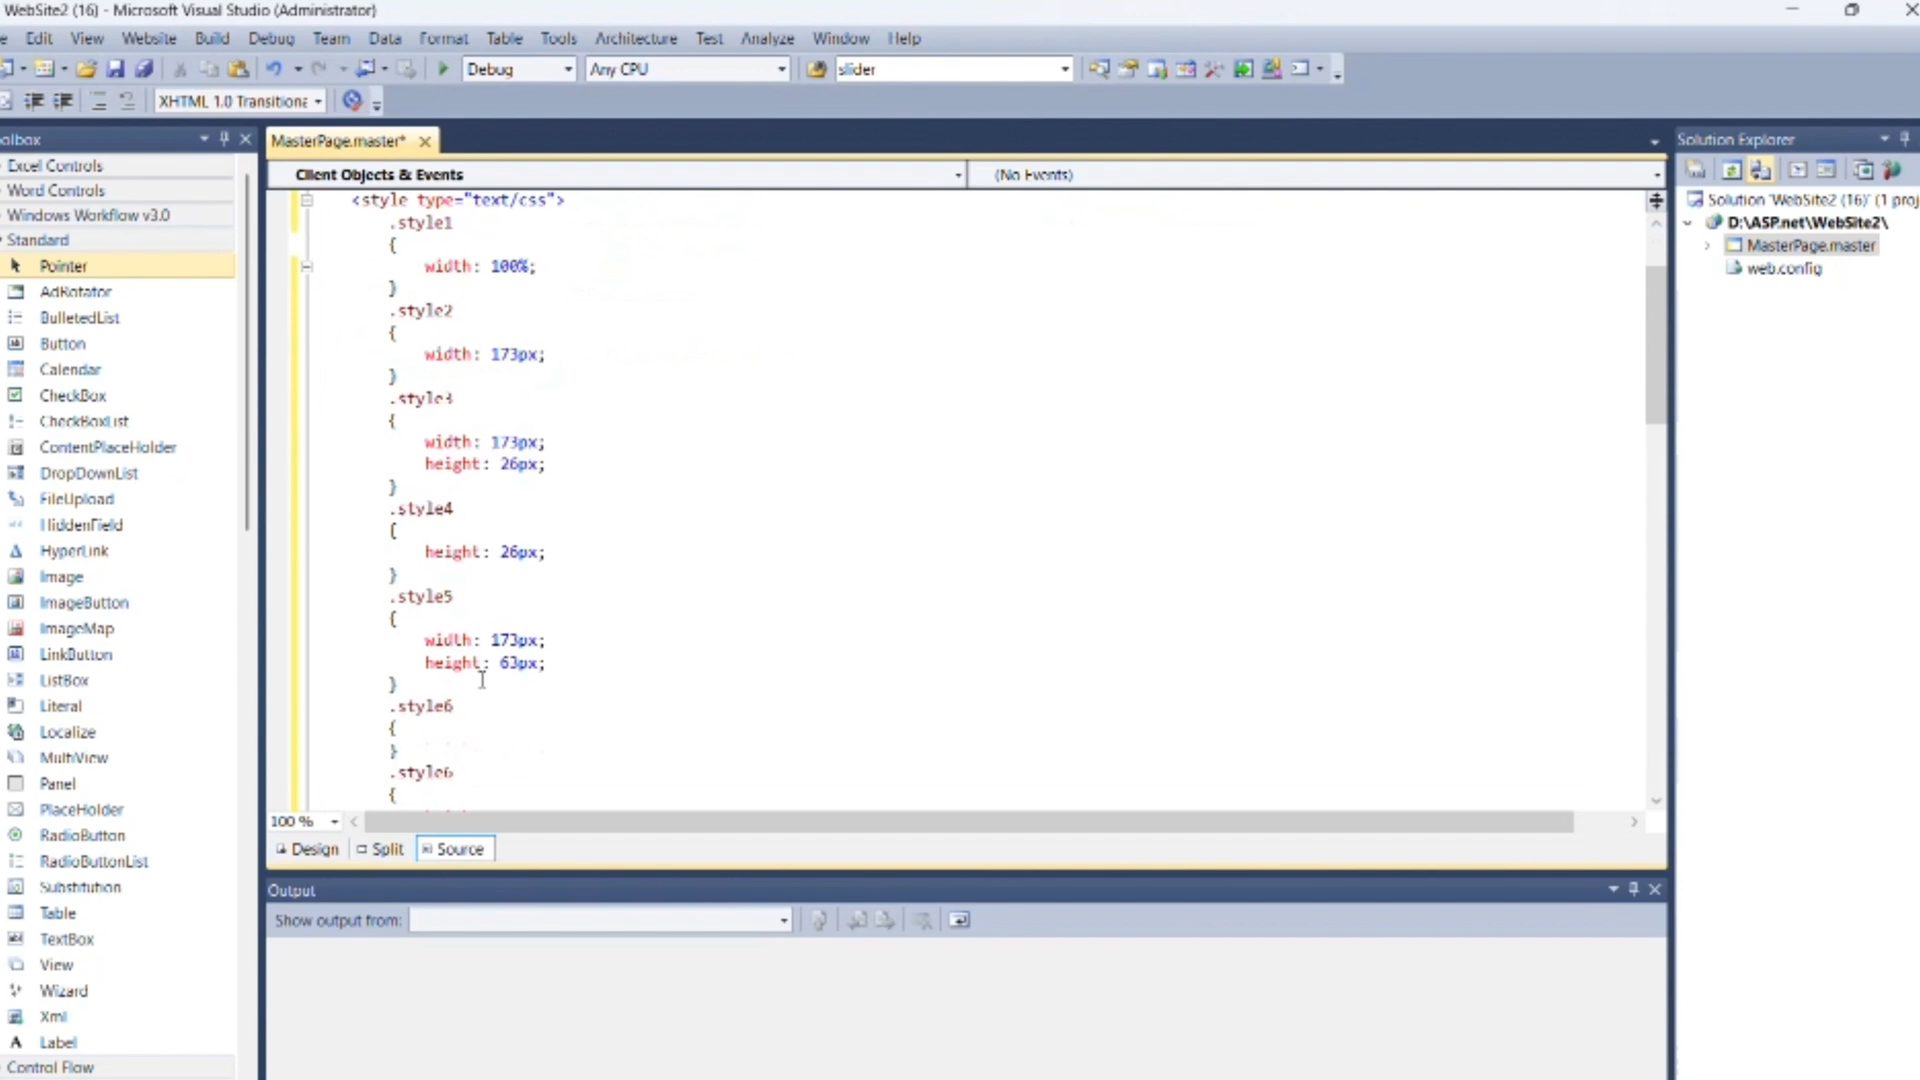 WebSite2 (16) - Microsoft Visual Studio (Administrator)
Edit View Website Build Debug Team Data Format Table Tools Architecture Test Analyze Window Help
Debug Any CPU slider
XHTML 1.0 Transitiona
oolbox
Excel Controls
Word Controls
Windows Workflow v3.0
Standard
Pointer
AdRotator
BulletedList
Button
Calendar
CheckBox
CheckBoxList
ContentPlaceHolder
DropDownList
FileUpload
HiddenField
HyperLink
Image
ImageButton
ImageMap
LinkButton
ListBox
Literal
Localize
MultiView
Panel
PlaceHolder
RadioButton
RadioButtonList
Substitution
Table
TextBox
View
Wizard
Xml
A Label
Control Flow
MasterPage.master*
Client Objects & Events (No Events)
<style type="text/css">
.style1
{
width: 100%;
}
.style2
{
width: 173px;
}
.style3
{
width: 173px;
height: 26px;
}
.style4
{
height: 26px;
}
.style5
{
width: 173px;
height: 63px;
}
.style6
{
}
.style6
{
100 %
Design Split Source
Output
Show output from:
Solution Explorer
Solution 'WebSite2 (16)' (1 proj
D:\ASP.net\WebSite2\
MasterPage.master
web.config